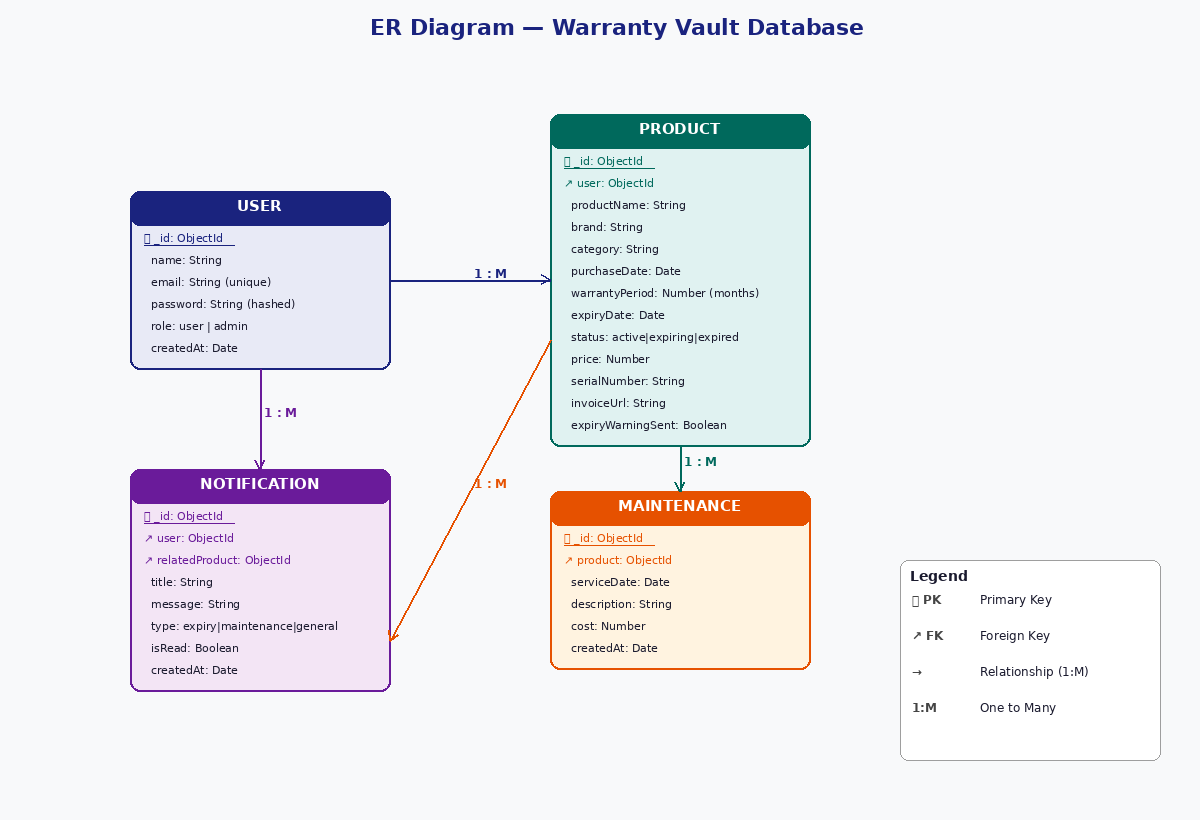 ER Diagram — Warranty Vault Database
USER
_id: ObjectId
name: String
email: String (unique)
password: String (hashed)
role: user | admin
createdAt: Date
1 : M
PRODUCT
_id: ObjectId
↗ user: ObjectId
productName: String
brand: String
category: String
purchaseDate: Date
warrantyPeriod: Number (months)
expiryDate: Date
status: active|expiring|expired
price: Number
serialNumber: String
invoiceUrl: String
expiryWarningSent: Boolean
1 : M
1 : M
1 : M
NOTIFICATION
_id: ObjectId
↗ user: ObjectId
↗ relatedProduct: ObjectId
title: String
message: String
type: expiry|maintenance|general
isRead: Boolean
createdAt: Date
MAINTENANCE
_id: ObjectId
↗ product: ObjectId
serviceDate: Date
description: String
cost: Number
createdAt: Date
Legend
PK Primary Key
↗ FK Foreign Key
→ Relationship (1:M)
1:M One to Many